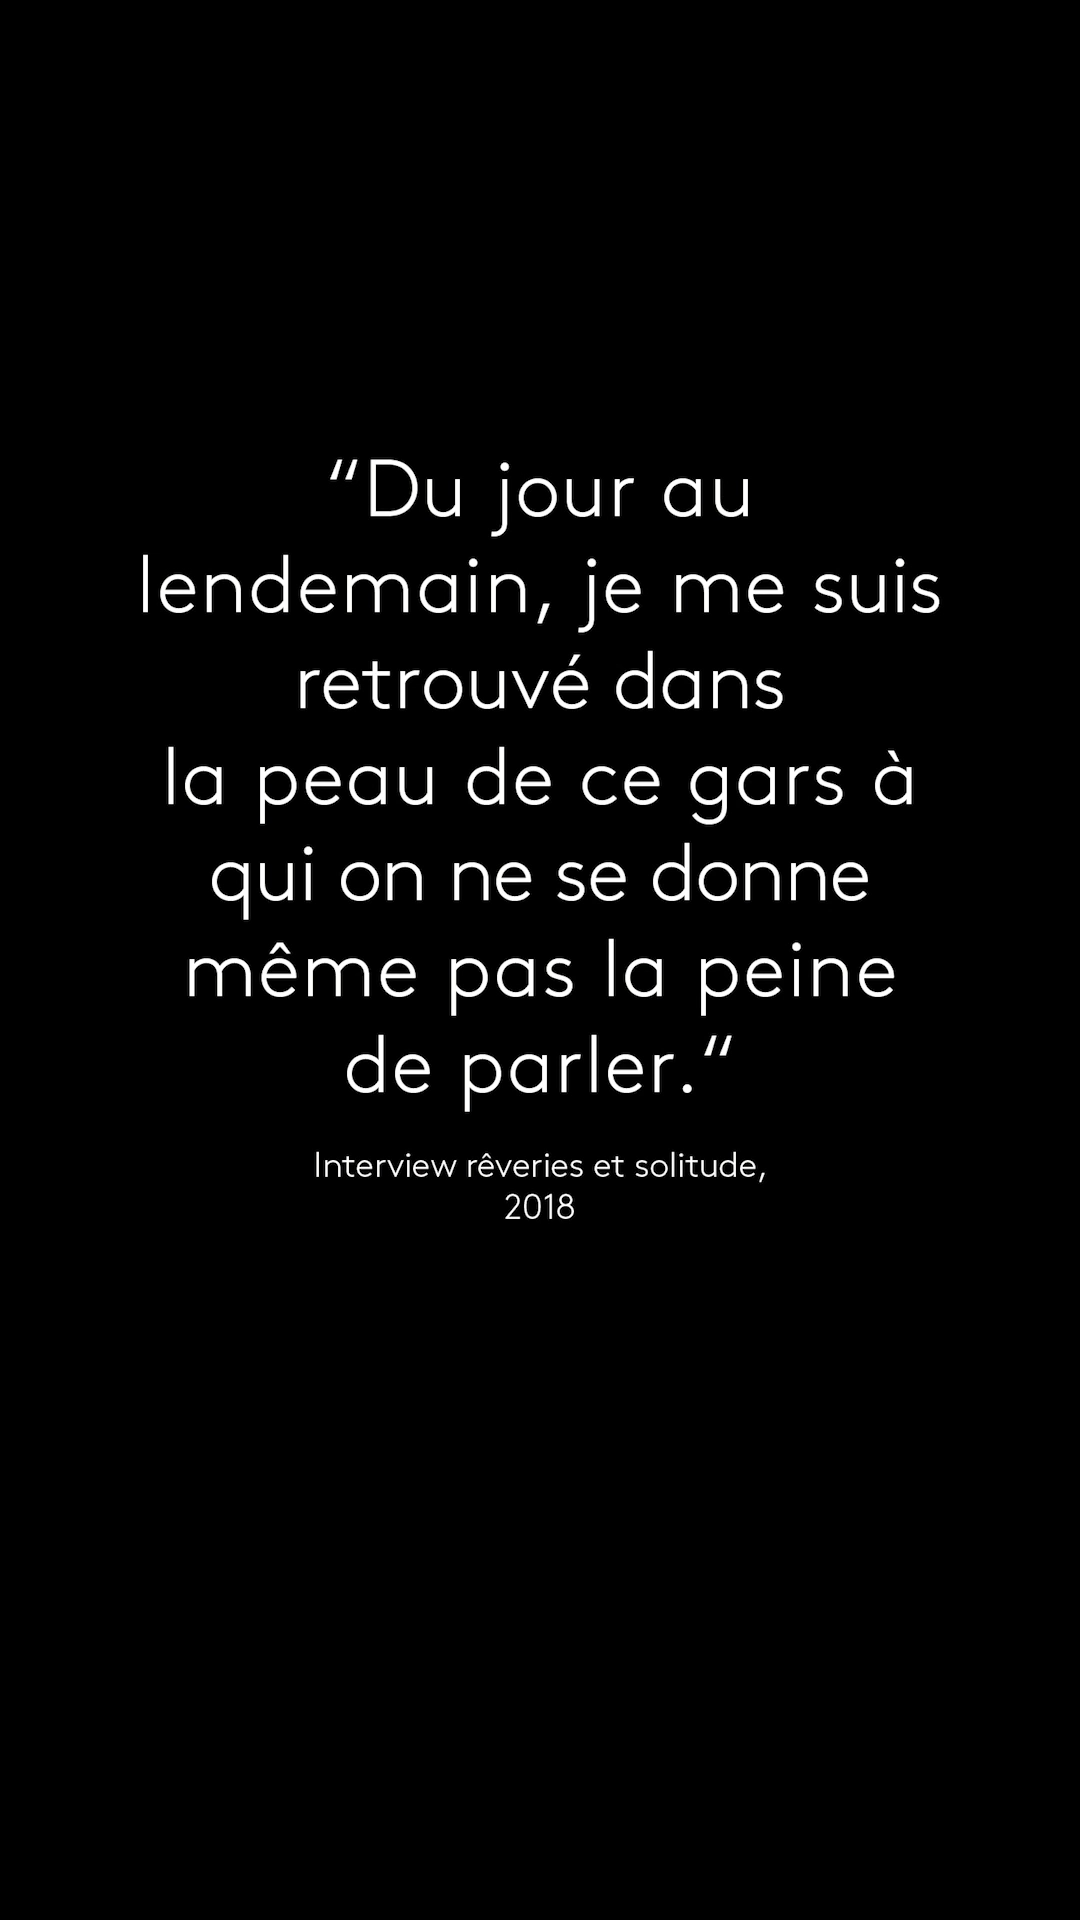 “Du jour au
lendemain, je me suis
retrouvé dans
la peau de ce gars à
qui on ne se donne
même pas la peine
de parler.“
Interview rêveries et solitude,
2018